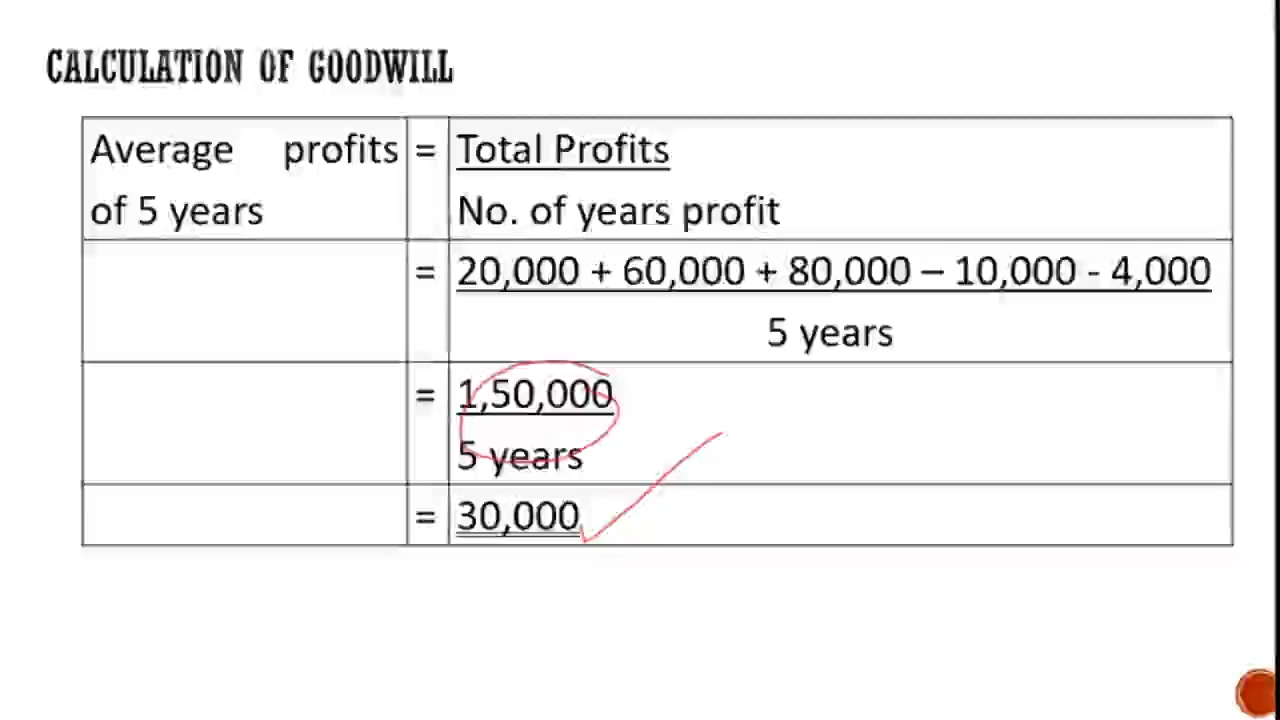 CALCULATION OF GOODWILL
Average profits = Total Profits
of 5 years No. of years profit
= 20,000 + 60,000 + 80,000 – 10,000 - 4,000
5 years
= 1,50,000
5 years
= 30,000